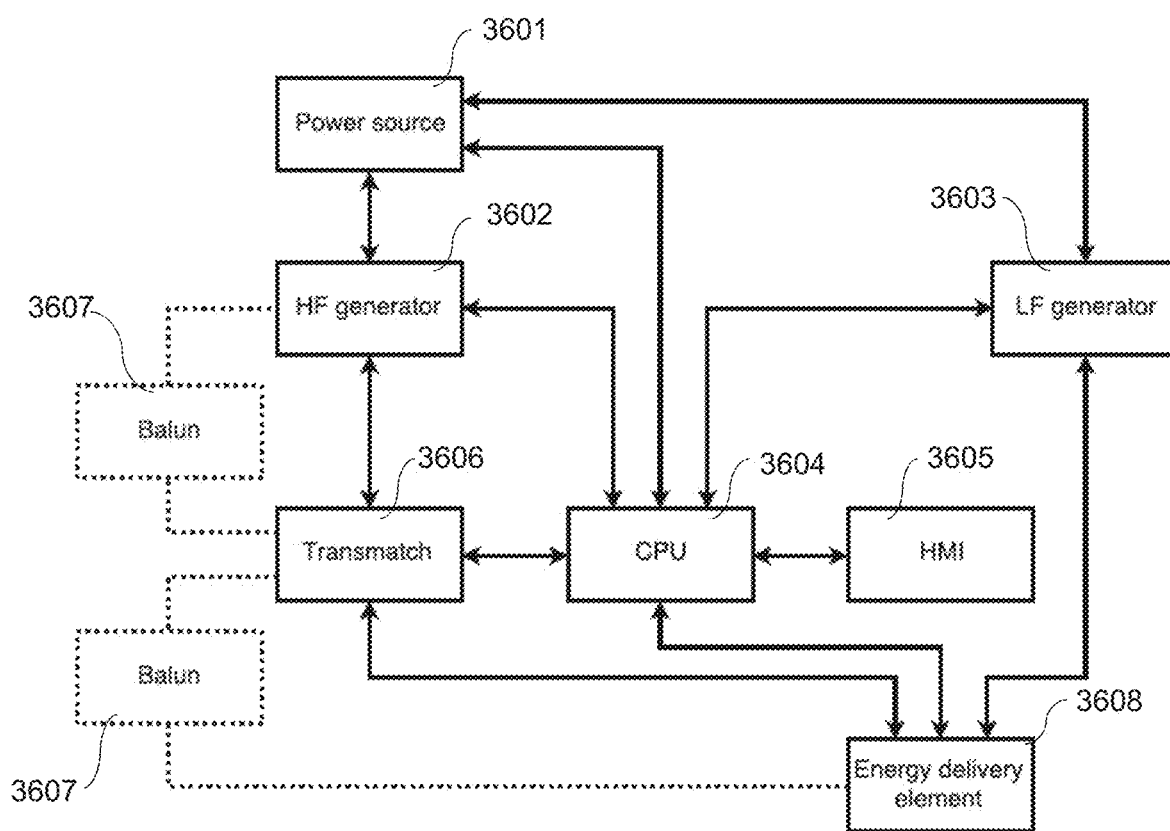 3601
Power source
3602
3603
HF generator
LF generator
3607
Balun
3606
3604
3605
Transmatch
CPU
HMI
Balun
3607
3608
Energy delivery
element